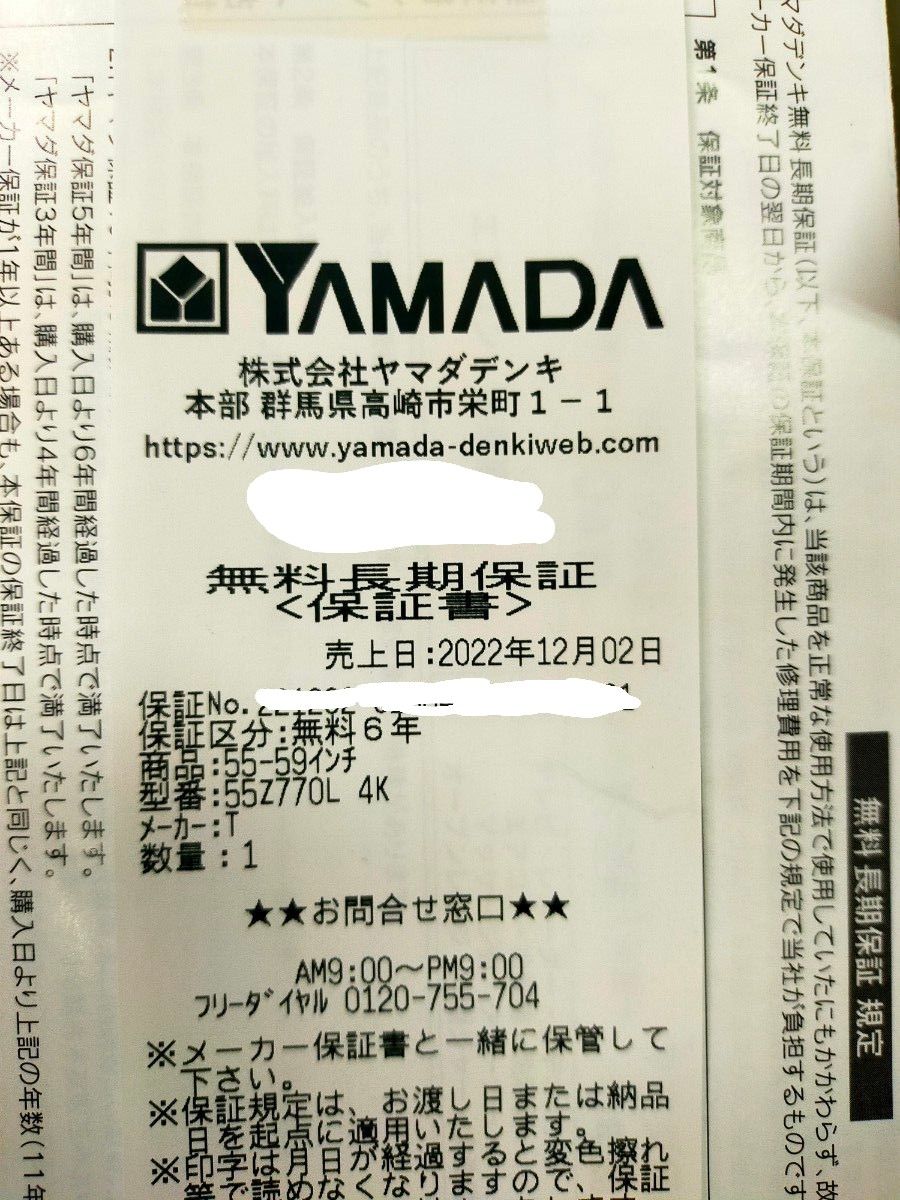 YAMADA
株式会社ヤマダデンキ
本部 群馬県高崎市栄町1-1
https://www.yamada-denkiweb.com
無料長期保証
<保証書>
売上日:2022年12月02日
保証No.
保証区分:無料6年
商品:55-59インチ
型番:55Z770L 4K
メーカー:T
数量:1
★★お問合せ窓口★★
AM9:00~PM9:00
フリーダイヤル 0120-755-704
※メーカー保証書と一緒に保管して
下さい。
※保証規定は、お渡し日または納品
日を起点に適用いたします。
※印字は月日が経過すると変色擦れ
等で読めなくなりますので、保証
無料 長期保証 規定
マダデンキ無料長期保証(以下、本保証という)は、当該商品を正常な使用方法で使用していたにもかかわらず、故
ーカー保証終了日の翌日から 保証期間内に発生した修理費用を下記の規定で当社が負担するものです
第1条 保証対象商品
「ヤマダ保証5年間」は、購入日より6年間経過した時点で満了いたします。
「ヤマダ保証3年間」は、購入日より4年間経過した時点で満了いたします。
※メーカー保証が1年以上ある場合も、本保証の保証終了日は上記と同じく、購入日より上記の年数(11年